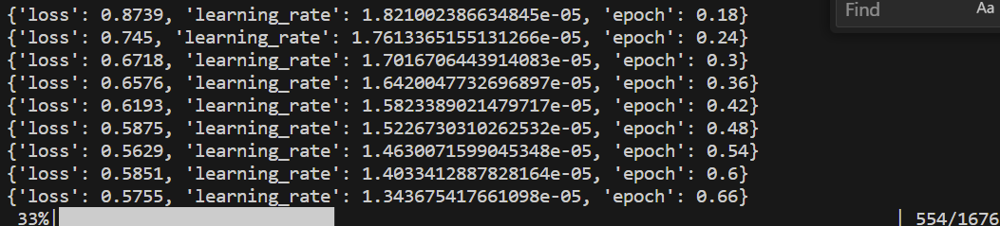 {'loss': 0.8739, 'learning_rate': 1.821002386634845e-05, 'epoch': 0.18}
Find Aa
{'loss': 0.745, 'learning_rate': 1.7613365155131266e-05, 'epoch': 0.24}
{'loss': 0.6718, 'learning_rate': 1.7016706443914083e-05, 'epoch': 0.3}
{'loss': 0.6576, 'learning_rate': 1.6420047732696897e-05, 'epoch': 0.36}
{'loss': 0.6193, 'learning_rate': 1.5823389021479717e-05, 'epoch': 0.42}
{'loss': 0.5875, 'learning_rate': 1.5226730310262532e-05, 'epoch': 0.48}
{'loss': 0.5629, 'learning_rate': 1.4630071599045348e-05, 'epoch': 0.54}
{'loss': 0.5851, 'learning_rate': 1.4033412887828164e-05, 'epoch': 0.6}
{'loss': 0.5755, 'learning_rate': 1.343675417661098e-05, 'epoch': 0.66}
33%| | 554/1676